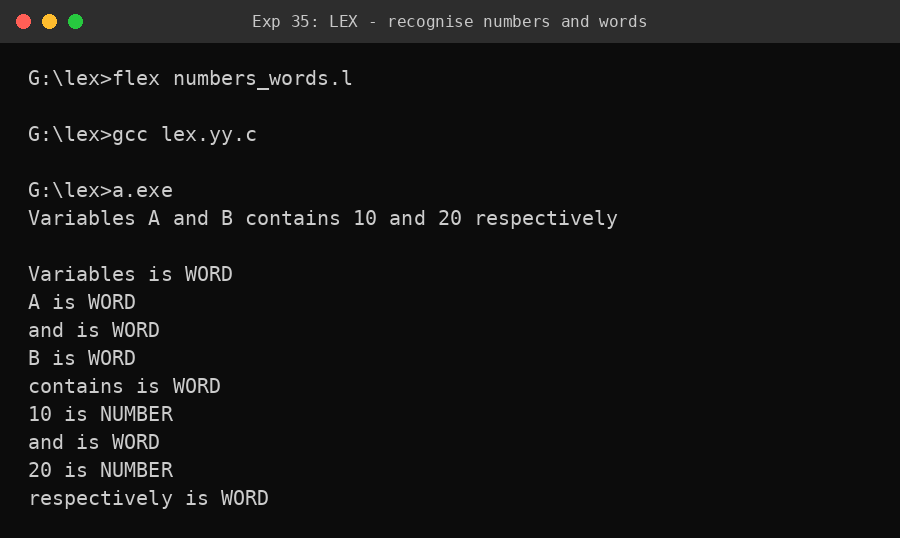 Exp 35: LEX - recognise numbers and words
G:\lex>flex numbers_words.l
G:\lex>gcc lex.yy.c
G:\lex>a.exe
Variables A and B contains 10 and 20 respectively
Variables is WORD
A is WORD
and is WORD
B is WORD
contains is WORD
10 is NUMBER
and is WORD
20 is NUMBER
respectively is WORD